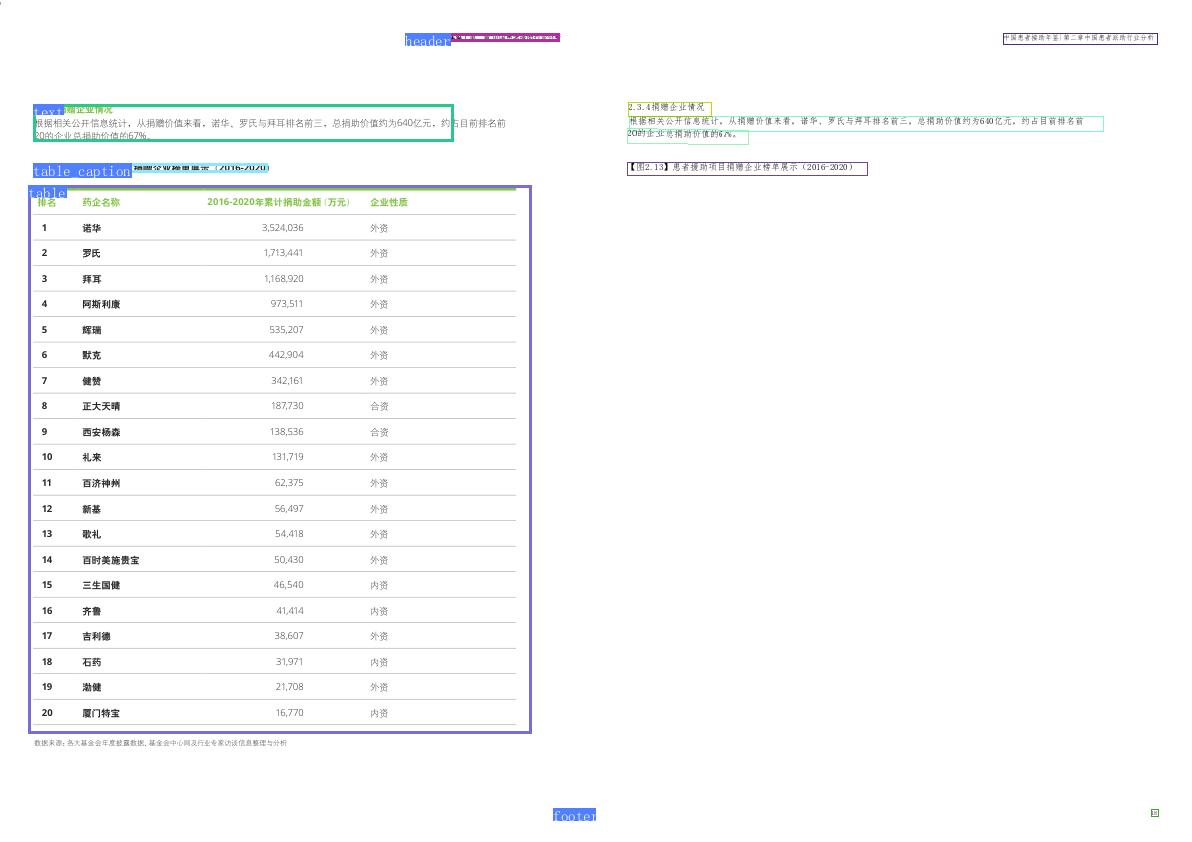 header
中国患者援助年鉴|第二章中国患者援助行业分析
text
赠企业情况
根据相关公开信息统计，从捐赠价值来看，诺华、罗氏与拜耳排名前三，总捐助价值约为640亿元，约占目前排名前
20的企业总捐助价值的67%。
table caption
捐赠企业榜单展示（2016-2020）
table
排名 药企名称 2016-2020年累计捐助金额（万元） 企业性质
1 诺华 3,524,036 外资
2 罗氏 1,713,441 外资
3 拜耳 1,168,920 外资
4 阿斯利康 973,511 外资
5 辉瑞 535,207 外资
6 默克 442,904 外资
7 健赞 342,161 外资
8 正大天晴 187,730 合资
9 西安杨森 138,536 合资
10 礼来 131,719 外资
11 百济神州 62,375 外资
12 新基 56,497 外资
13 歌礼 54,418 外资
14 百时美施贵宝 50,430 外资
15 三生国健 46,540 内资
16 齐鲁 41,414 内资
17 吉利德 38,607 外资
18 石药 31,971 内资
19 渤健 21,708 外资
20 厦门特宝 16,770 内资
数据来源：各大基金会年度披露数据、基金会中心网及行业专家访谈信息整理与分析
footer
2.3.4捐赠企业情况
根据相关公开信息统计，从捐赠价值来看，诺华、罗氏与拜耳排名前三，总捐助价值约为640亿元，约占目前排名前
20的企业总捐助价值的67%。
【图2.13】患者援助项目捐赠企业榜单展示（2016-2020）